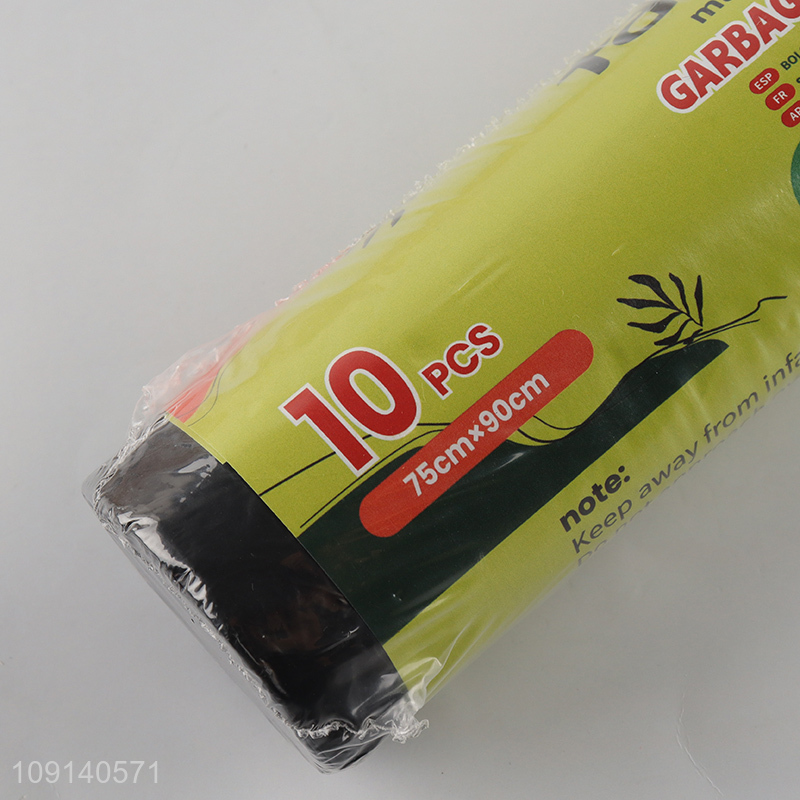 GARBAG
ESP
FR
10 PCS
75cm×90cm
note:
Keep away from infa
109140571